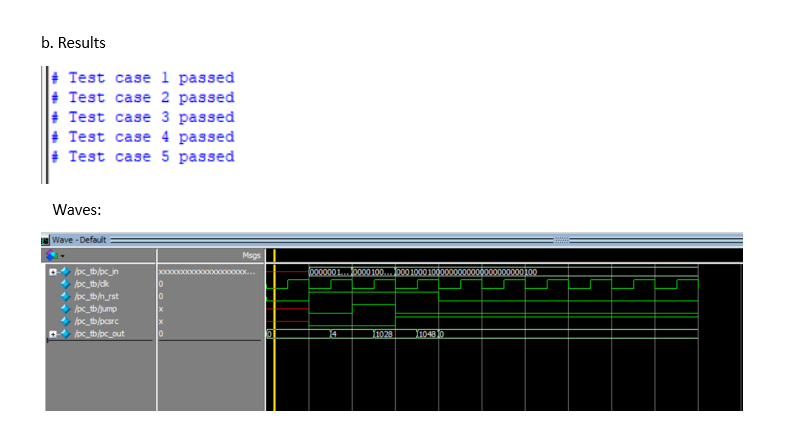 b. Results
# Test case 1 passed
# Test case 2 passed
# Test case 3 passed
# Test case 4 passed
# Test case 5 passed
Waves:
Wave - Default
Msgs
/pc_tb/pc_in xxxxxxxxxxxxxxxxxxxx... 0000001... 0000100... 00010001000000000000000000000100
/pc_tb/clk 0
/pc_tb/n_rst 0
/pc_tb/jump x
/pc_tb/pcsrc x
/pc_tb/pc_out 0 0 4 1028 1048 0